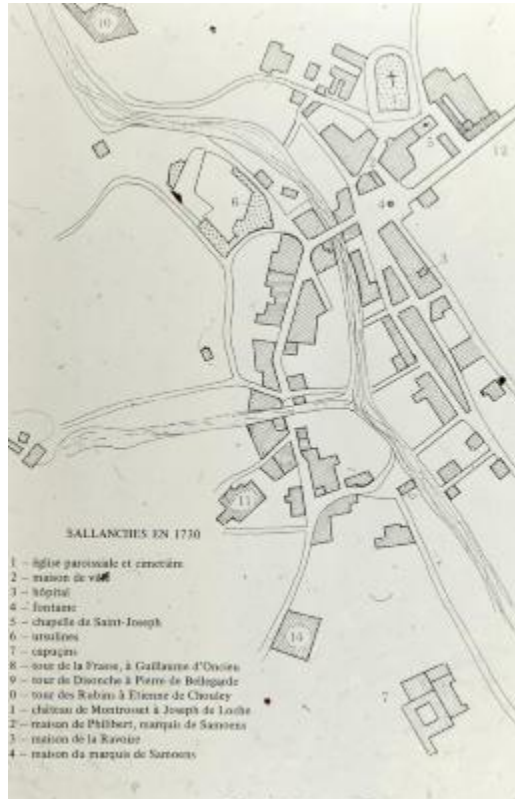 10
12
5
4
6
3
11
14
7
SALLANCHES EN 1730
1 – église paroissiale et cimetière
2 – maison de
3 – hôpital
4 – fontaine
5 – chapelle de Saint-Joseph
6 – ursulines
7 – capucins
8 – tour de la Frasse, à Guillaume d'Oncieu
9 – tour de Disonche à Pierre de Bellegarde
0 – tour des Rubins à Etienne de Chouley
1 – château de Montrosset à Joseph de Loche
2 – maison de Philibert, marquis de Samoens
3 – maison de la Ravoire
4 – maison du marquis de Samoens